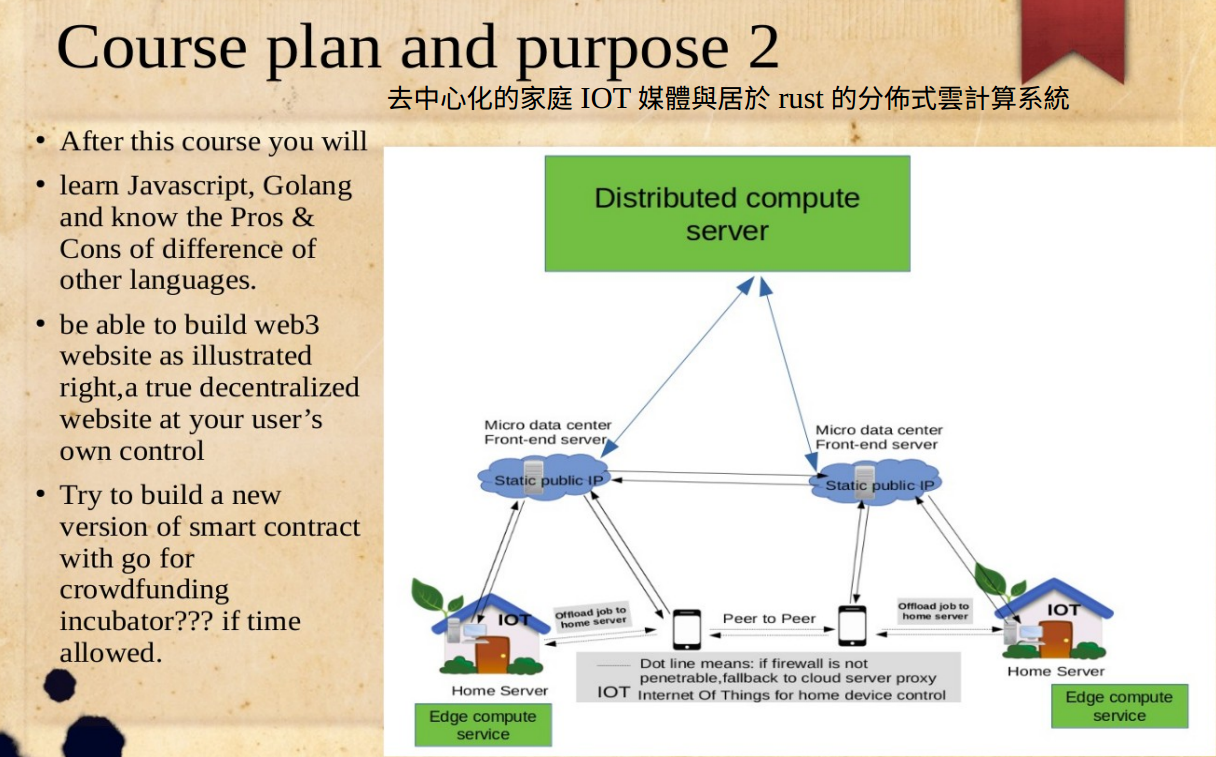 Course plan and purpose 2
去中心化的家庭 IOT 媒體與居於 rust 的分佈式雲計算系統
• After this course you will
• learn Javascript, Golang
and know the Pros &
Cons of difference of
other languages.
• be able to build web3
website as illustrated
right,a true decentralized
website at your user’s
own control
• Try to build a new
version of smart contract
with go for
crowdfunding
incubator??? if time
allowed.
Distributed compute
server
Micro data center
Front-end server
Static public IP
Micro data center
Front-end server
Static public IP
IOT
Offload job to
home server
Peer to Peer
Offload job to
home server
IOT
Home Server
Edge compute
service
Dot line means: if firewall is not
penetrable,fallback to cloud server proxy
IOT Internet Of Things for home device control
Home Server
Edge compute
service